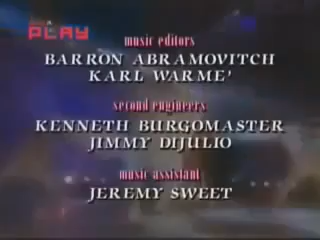 PLAY
music editors
BARRON ABRAMOVITCH
KARL WARME'
second engineers
KENNETH BURGOMASTER
JIMMY DIJULIO
music assistant
JEREMY SWEET